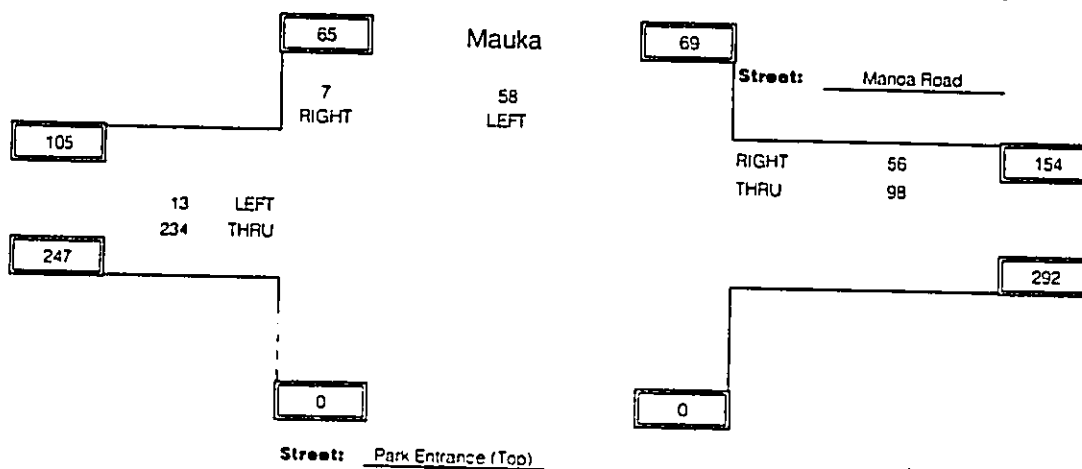 65 Mauka 69
Street: Manoa Road
7 58
RIGHT LEFT
105
RIGHT 56 154
THRU 98
13 LEFT
234 THRU
247
292
0 0
Street: Park Entrance (Top)